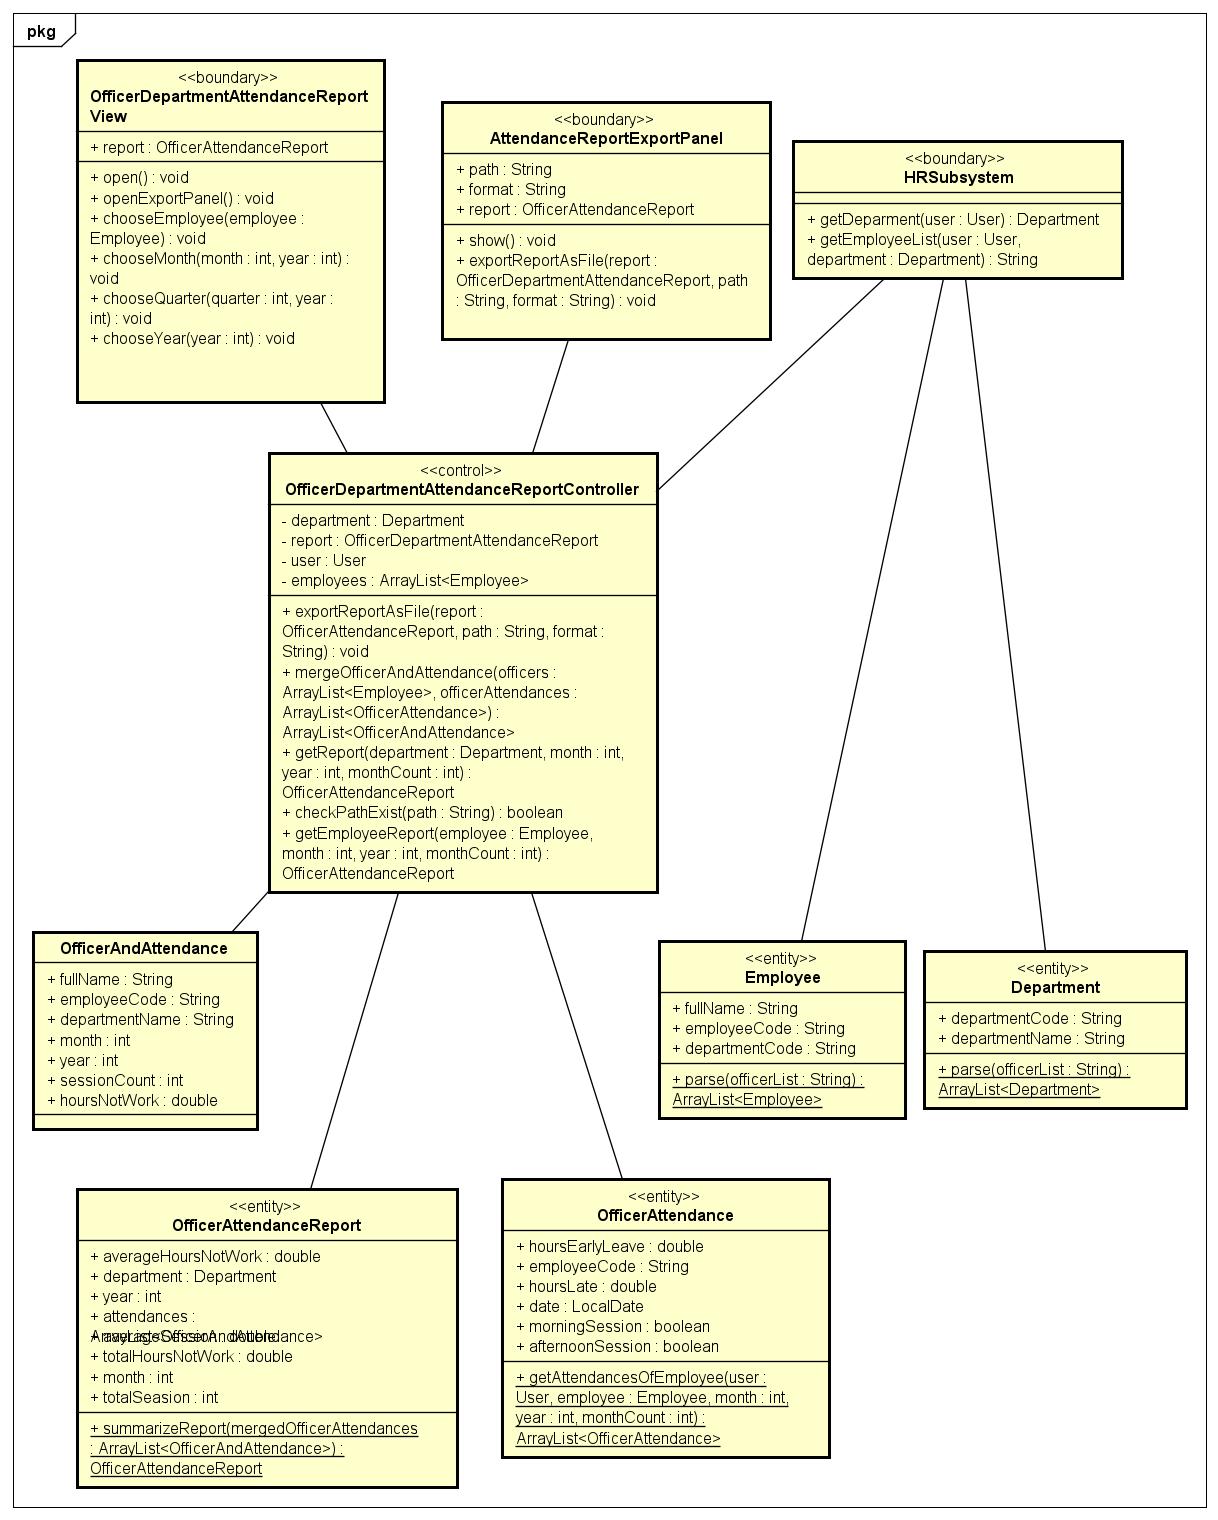 pkg
<<boundary>>
OfficerDepartmentAttendanceReport
View
+ report : OfficerAttendanceReport
+ open() : void
+ openExportPanel() : void
+ chooseEmployee(employee :
Employee) : void
+ chooseMonth(month : int, year : int) :
void
+ chooseQuarter(quarter : int, year :
int) : void
+ chooseYear(year : int) : void
<<boundary>>
AttendanceReportExportPanel
+ path : String
+ format : String
+ report : OfficerAttendanceReport
+ show() : void
+ exportReportAsFile(report :
OfficerDepartmentAttendanceReport, path
: String, format : String) : void
<<boundary>>
HRSubsystem
+ getDeparment(user : User) : Department
+ getEmployeeList(user : User,
department : Department) : String
<<control>>
OfficerDepartmentAttendanceReportController
- department : Department
- report : OfficerDepartmentAttendanceReport
- user : User
- employees : ArrayList<Employee>
+ exportReportAsFile(report :
OfficerAttendanceReport, path : String, format :
String) : void
+ mergeOfficerAndAttendance(officers :
ArrayList<Employee>, officerAttendances :
ArrayList<OfficerAttendance>) :
ArrayList<OfficerAndAttendance>
+ getReport(department : Department, month : int,
year : int, monthCount : int) :
OfficerAttendanceReport
+ checkPathExist(path : String) : boolean
+ getEmployeeReport(employee : Employee,
month : int, year : int, monthCount : int) :
OfficerAttendanceReport
OfficerAndAttendance
+ fullName : String
+ employeeCode : String
+ departmentName : String
+ month : int
+ year : int
+ sessionCount : int
+ hoursNotWork : double
<<entity>>
Employee
+ fullName : String
+ employeeCode : String
+ departmentCode : String
+ parse(officerList : String) :
ArrayList<Employee>
<<entity>>
Department
+ departmentCode : String
+ departmentName : String
+ parse(officerList : String) :
ArrayList<Department>
<<entity>>
OfficerAttendanceReport
+ averageHoursNotWork : double
+ department : Department
+ year : int
+ attendances :
ArrayList<OfficerAndAttendance>
+ averageSession : double
+ totalHoursNotWork : double
+ month : int
+ totalSeasion : int
+ summarizeReport(mergedOfficerAttendances
: ArrayList<OfficerAndAttendance>) :
OfficerAttendanceReport
<<entity>>
OfficerAttendance
+ hoursEarlyLeave : double
+ employeeCode : String
+ hoursLate : double
+ date : LocalDate
+ morningSession : boolean
+ afternoonSession : boolean
+ getAttendancesOfEmployee(user :
User, employee : Employee, month : int,
year : int, monthCount : int) :
ArrayList<OfficerAttendance>